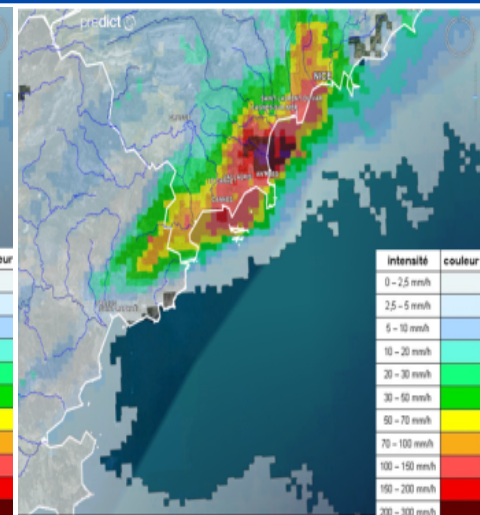 predict
NICE
CANNES
eur
intensité couleur
0 – 2,5 mm/h
2,5 – 5 mm/h
5 – 10 mm/h
10 – 20 mm/h
20 – 30 mm/h
30 – 50 mm/h
50 – 70 mm/h
70 – 100 mm/h
100 – 150 mm/h
150 – 200 mm/h
200 – 300 mm/h